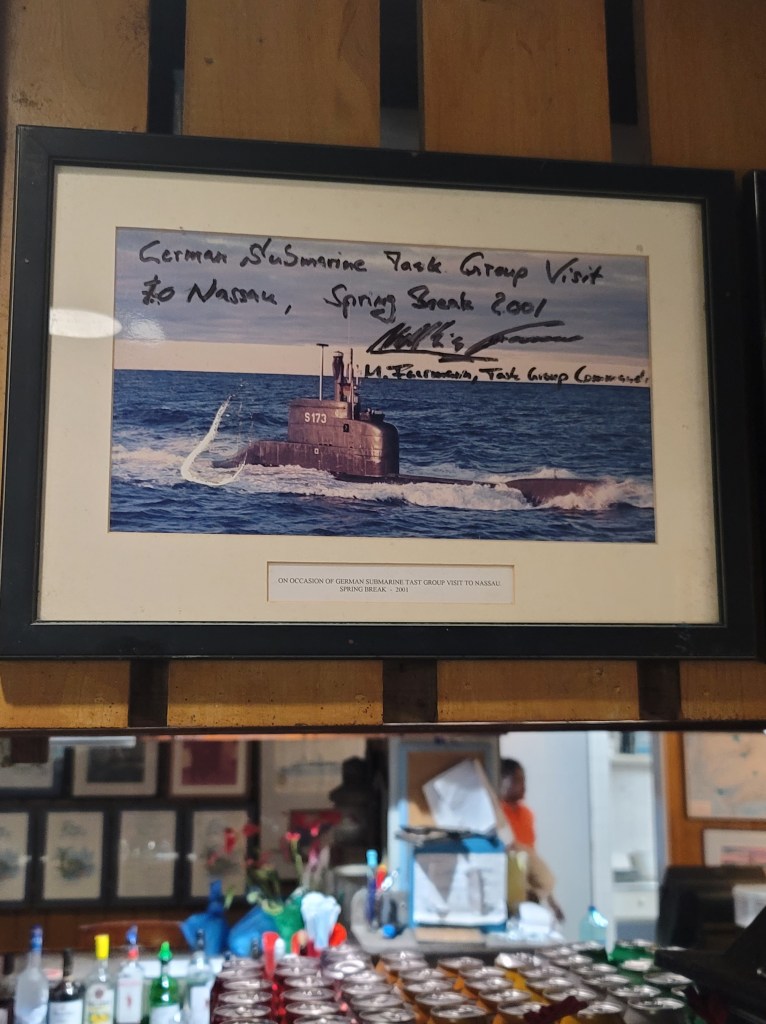 German Submarine Task Group Visit
to Nassau, Spring Break 2001
M. Fuermann, Task Group Commander
S173
ON OCCASION OF GERMAN SUBMARINE TAST GROUP VISIT TO NASSAU
SPRING BREAK - 2001